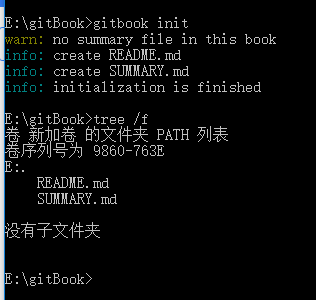 E:\gitBook>gitbook init
warn: no summary file in this book
info: create README.md
info: create SUMMARY.md
info: initialization is finished
E:\gitBook>tree /f
卷 新加卷 的文件夹 PATH 列表
卷序列号为 9860-763E
E:.
README.md
SUMMARY.md
没有子文件夹
E:\gitBook>